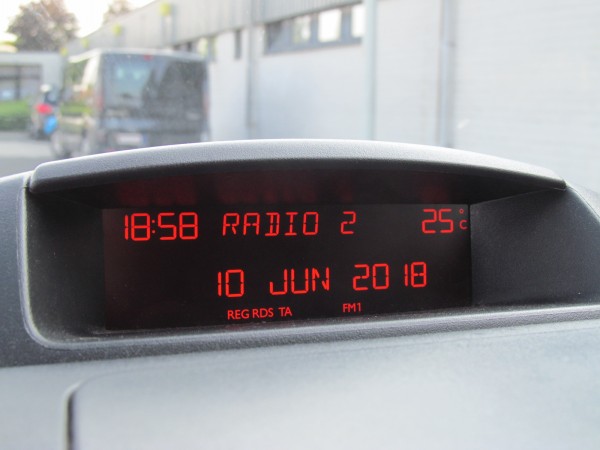 18:58 RADIO 2 25°C
10 JUN 2018
REG RDS TA FM1